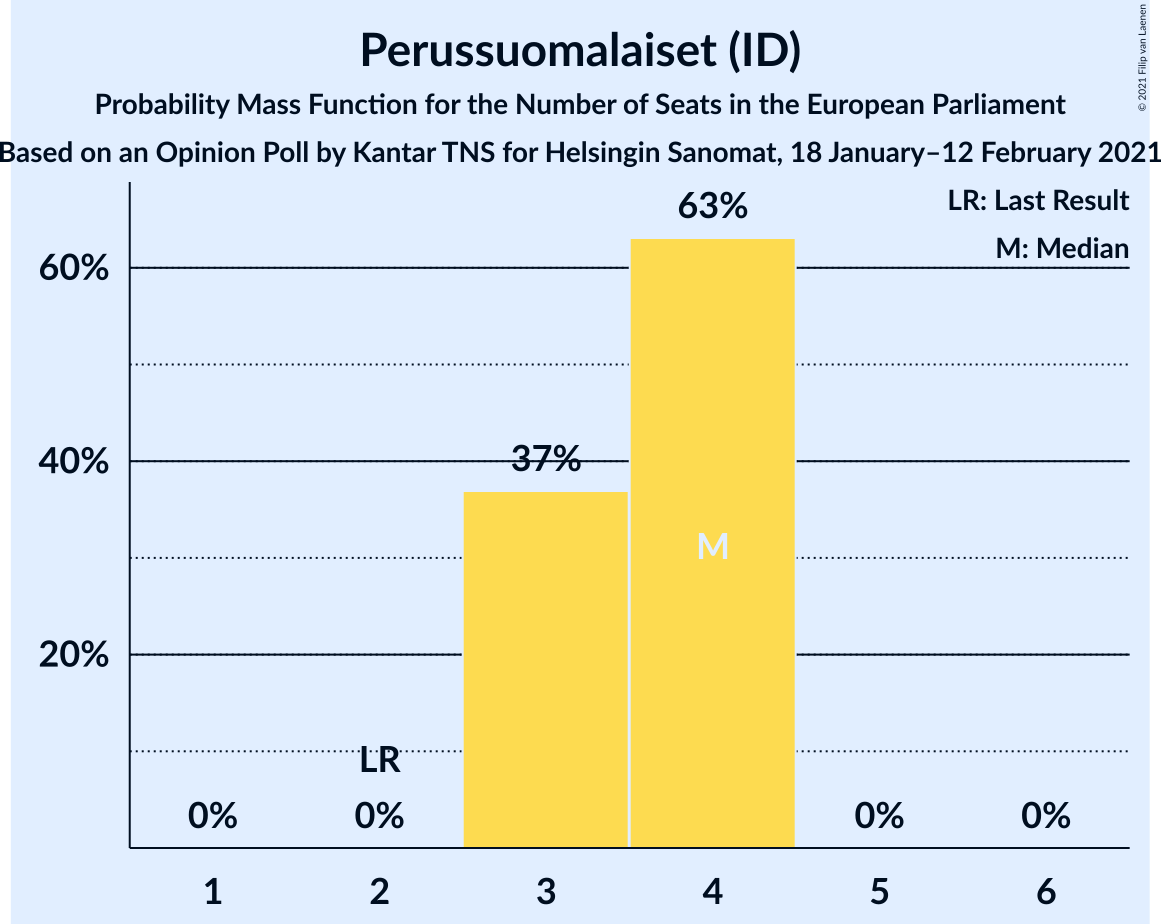 Perussuomalaiset (ID)
Probability Mass Function for the Number of Seats in the European Parliament
Based on an Opinion Poll by Kantar TNS for Helsingin Sanomat, 18 January–12 February 2021
© 2021 Filip van Laenen
LR: Last Result
M: Median
63%
60%
40%
37%
M
20%
LR
0% 0% 0% 0%
1 2 3 4 5 6